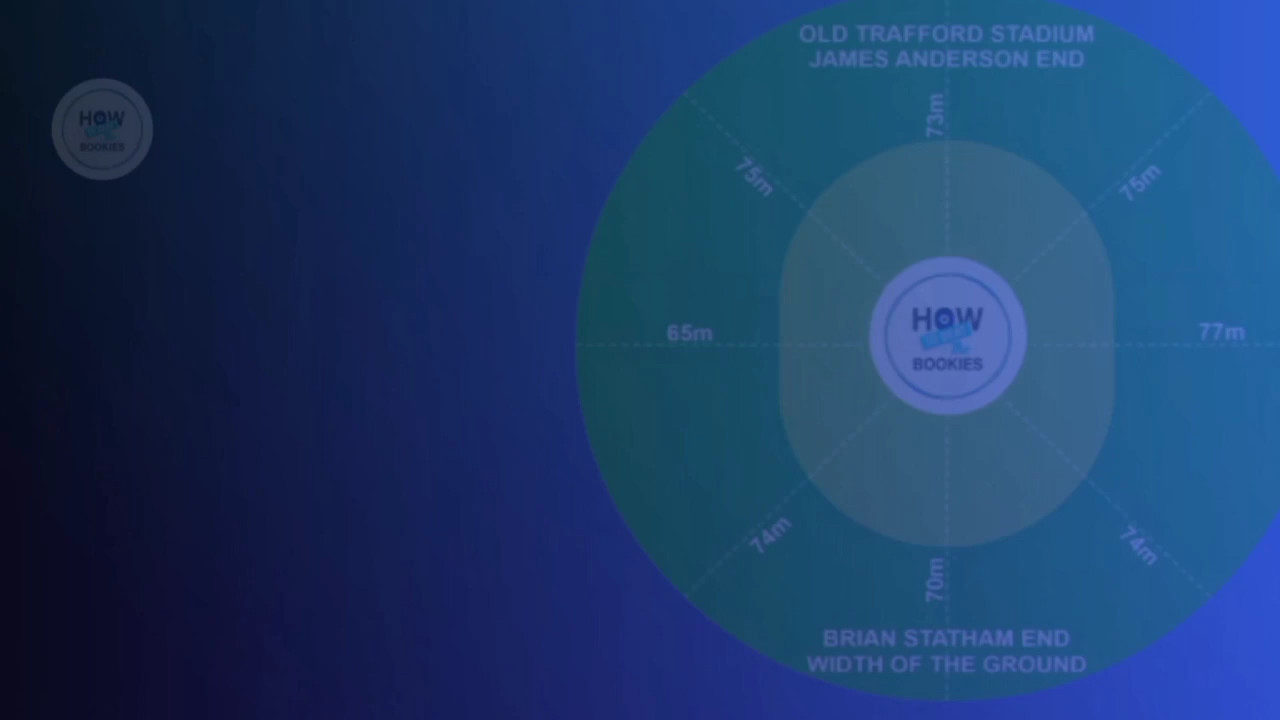 OLD TRAFFORD STADIUM
JAMES ANDERSON END
73m
75m
75m
HOW
BOOKIES
HOW
BOOKIES
65m
77m
74m
74m
70m
BRIAN STATHAM END
WIDTH OF THE GROUND